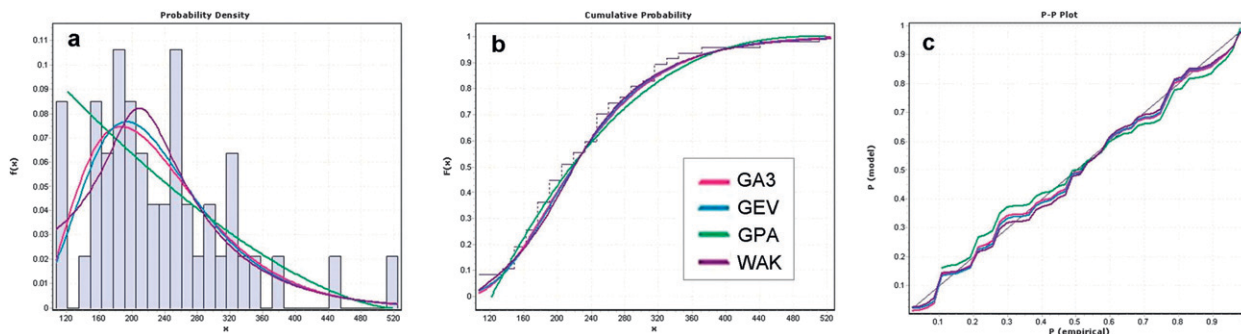 Probability Density
a
f(x)
0.11
0.1
0.09
0.08
0.07
0.06
0.05
0.04
0.03
0.02
0.01
0
120 160 200 240 280 320 360 400 440 480 520
x
Cumulative Probability
b
F(x)
1
0.9
0.8
0.7
0.6
0.5
0.4
0.3
0.2
0.1
0
120 160 200 240 280 320 360 400 440 480 520
x
GA3
GEV
GPA
WAK
P-P Plot
c
P (model)
1
0.9
0.8
0.7
0.6
0.5
0.4
0.3
0.2
0.1
0.1 0.2 0.3 0.4 0.5 0.6 0.7 0.8 0.9 1
P (empirical)